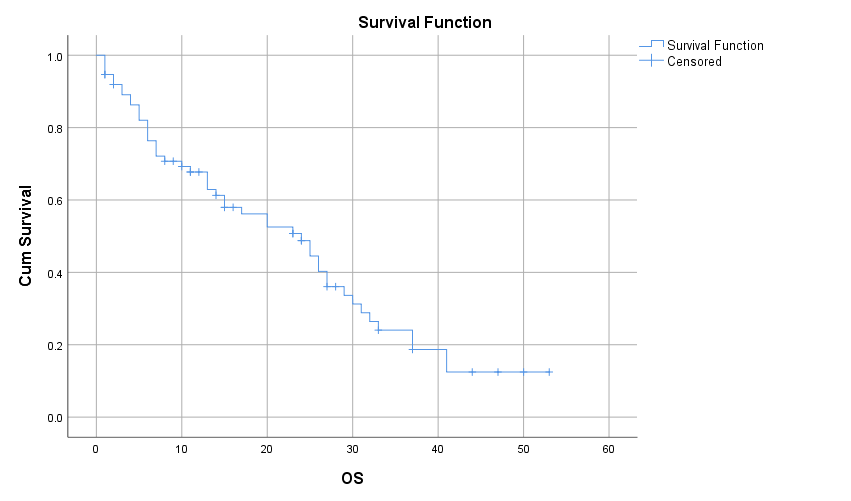 Survival Function
Survival Function
Censored
1.0
0.8
0.6
0.4
0.2
0.0
Cum Survival
0 10 20 30 40 50 60
OS